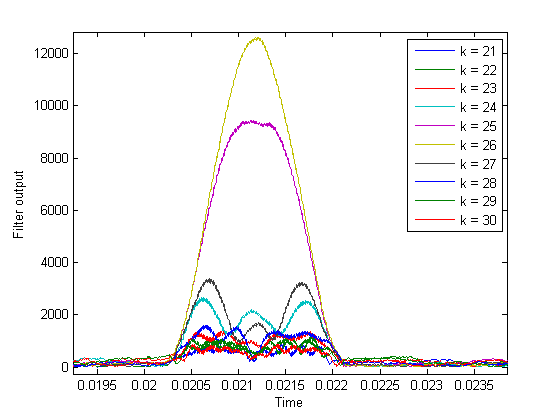 12000
10000
8000
6000
4000
2000
0
Filter output
k = 21
k = 22
k = 23
k = 24
k = 25
k = 26
k = 27
k = 28
k = 29
k = 30
0.0195 0.02 0.0205 0.021 0.0215 0.022 0.0225 0.023 0.0235
Time